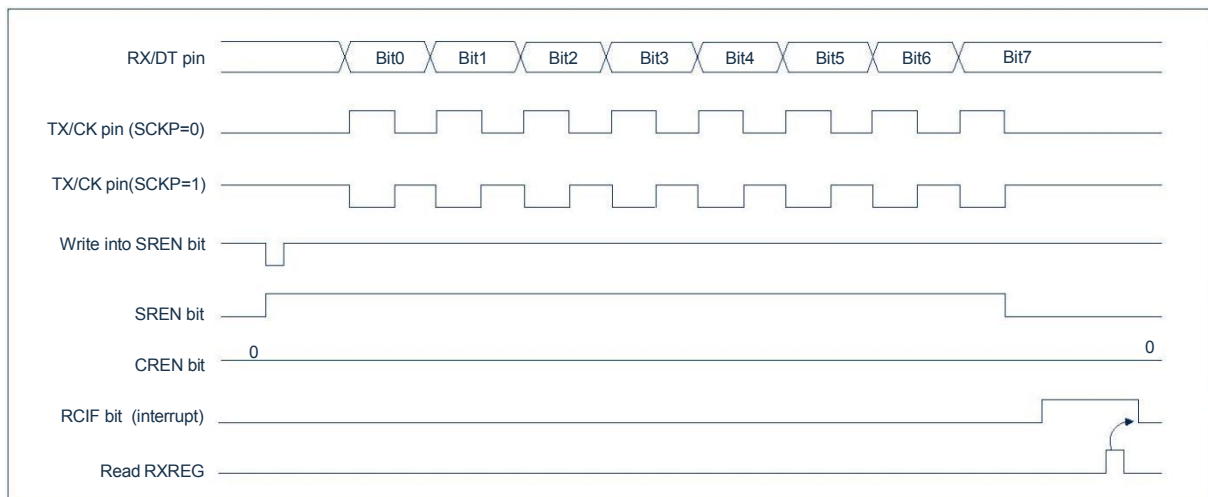 RX/DT pin Bit0 Bit1 Bit2 Bit3 Bit4 Bit5 Bit6 Bit7
TX/CK pin (SCKP=0)
TX/CK pin(SCKP=1)
Write into SREN bit
SREN bit
CREN bit 0 0
RCIF bit (interrupt)
Read RXREG